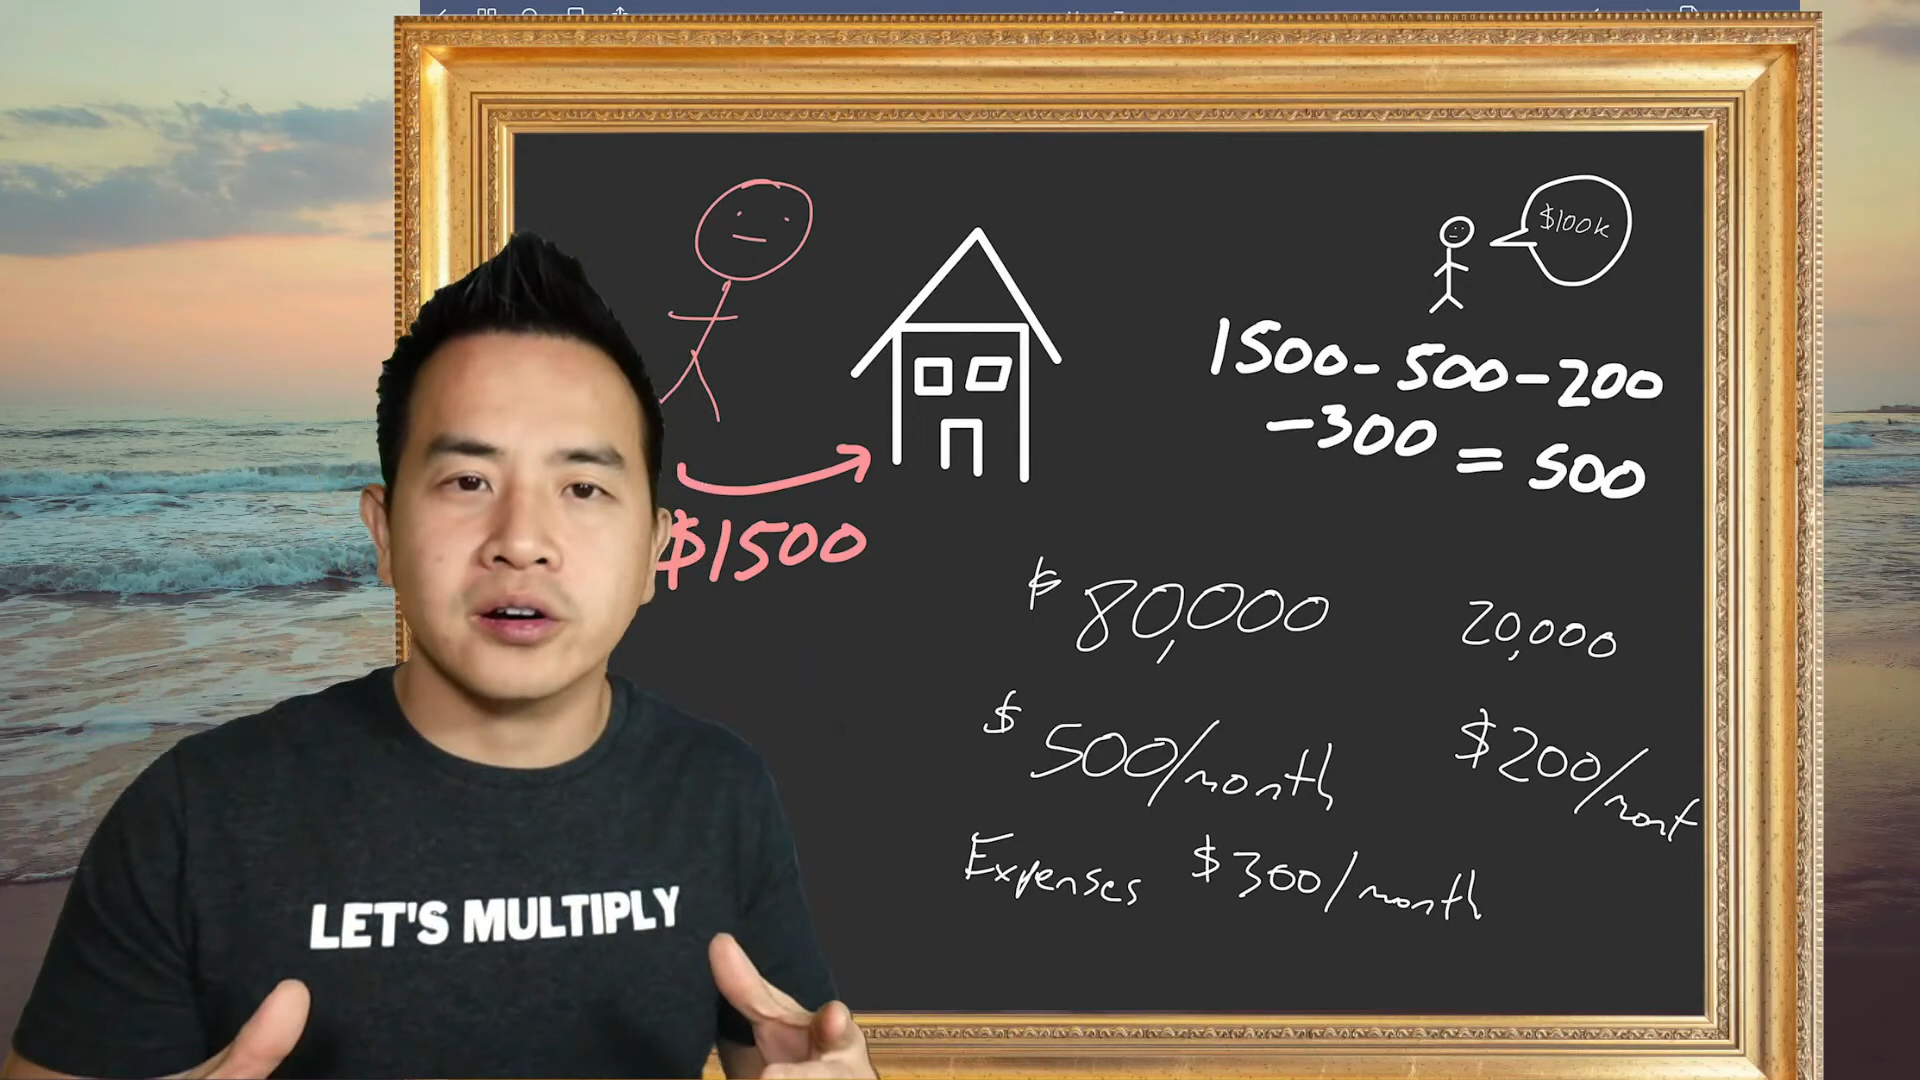 $100K
1500-500-200
-300 = 500
$1500
$ 80,000 20,000
$ 500/month $200/mont
Expenses $300/month
LET'S MULTIPLY